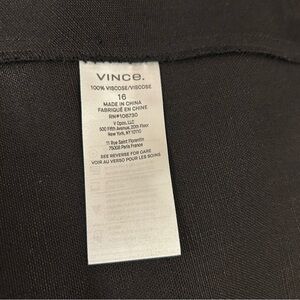 VINCE.
100% VISCOSE/VISCOSE
16
MADE IN CHINA
FABRIQUÉ EN CHINE
RN#106730
V Opco, LLC
500 Fifth Avenue, 20th Floor
New York, NY 10110
11 Rue Saint Florentin
75008 Paris France
SEE REVERSE FOR CARE
VOIR AU VERSO POUR LES SOINS